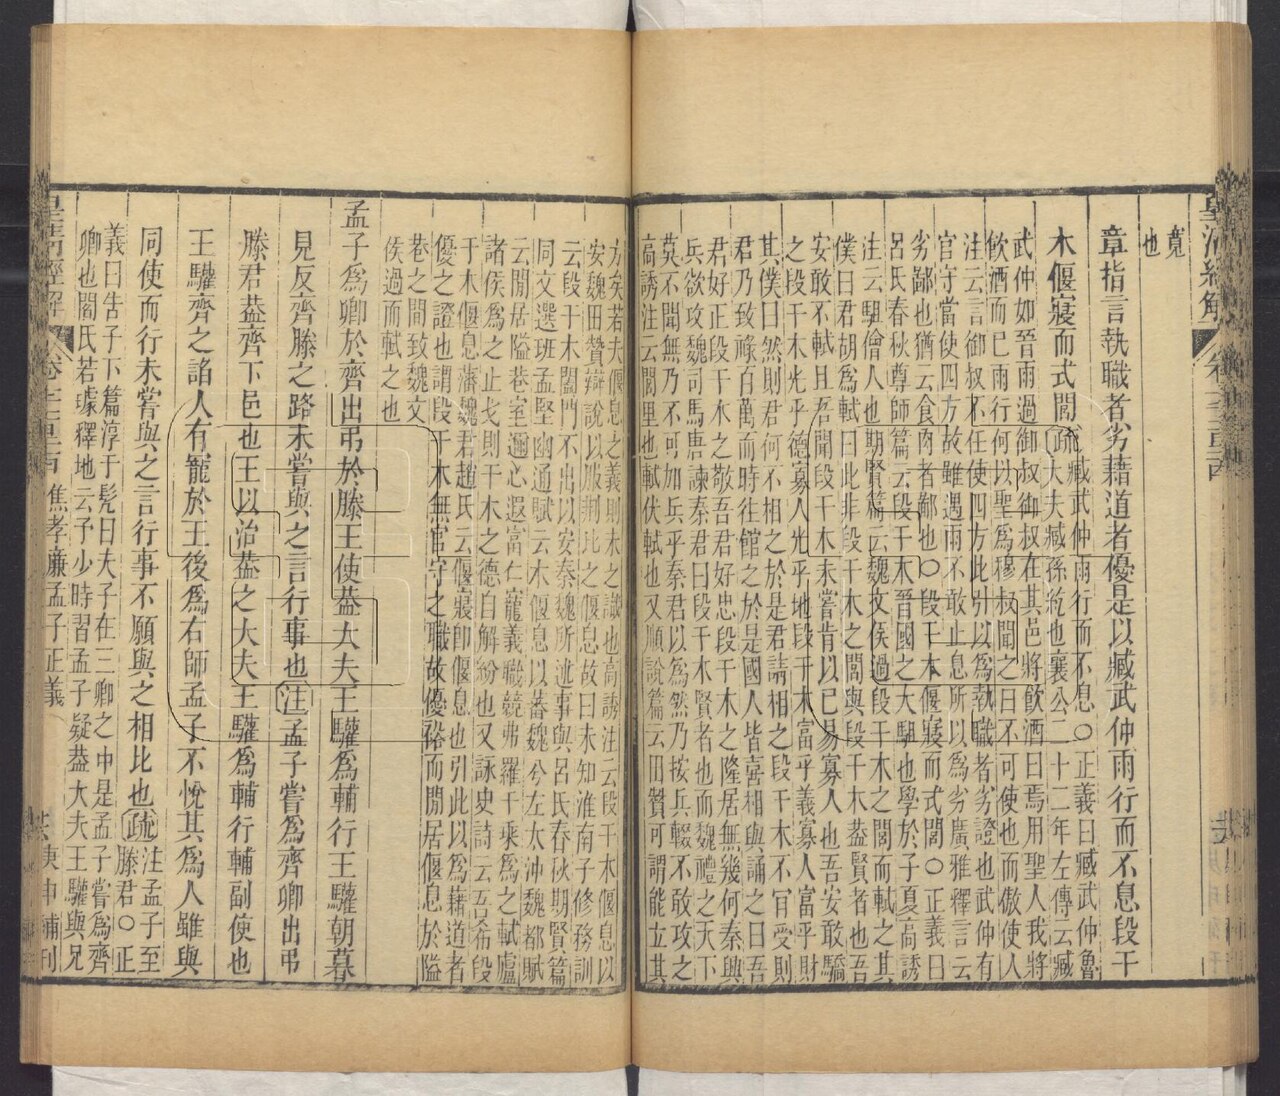 皇清經解
寬
也
章指言執職者劣藉道者優是以臧武仲雨行而不息段干
木偃寢而式閭疏臧武仲雨行而不息○正義曰臧武仲魯
大夫臧孫紇也襄公二十二年左傳云臧
武仲如晉雨過御叔御叔在其邑將飲酒曰焉用聖人我將
飲酒而已雨行何以聖爲穆叔聞之曰不可使也而傲使人
注云言御叔不任使四方此引以爲執職者劣證也武仲有
官守當使四方故雖遇雨不敢止息所以爲劣廣雅釋言云
劣鄙也猶云食肉者鄙也○段干木偃寢而式閭○正義曰
呂氏春秋尊師篇云段干木晉國之大駔也學於子夏高誘
注云駔儈人也期賢篇云魏文侯過段干木之閭而軾之其
僕曰君胡爲軾曰此非段干木之閭與段干木蓋賢者也吾
安敢不軾且吾聞段干木未嘗肯以已易寡人也吾安敢驕
之段干木光乎德寡人光乎地段干木富乎義寡人富乎財
其僕曰然則君何不相之於是君請相之段干木不肯受則
君乃致祿百萬而時往館之於是國人皆喜相與誦之曰吾
君好正段干木之敬吾君好忠段干木之隆居無幾何秦興
兵欲攻魏司馬唐諫秦君曰段干木賢者也而魏禮之天下
莫不聞無乃不可加兵乎秦君以爲然乃按兵輟不敢攻之
高誘注云閭里也軾伏軾也又順說篇云田贊可謂能立其
方矣若夫偃息之義則未之識也高誘注云段干木偃息以
安魏田贊辯說以服荆比之偃息故曰未知淮南子修務訓
云段干木闔門不出以安秦魏所述事與呂氏春秋期賢篇
同文選班孟堅幽通賦云木偃息以蕃魏兮左太沖魏都賦
云閒居隘巷室邇心遐富仁寵義職競弗羅千乘爲之軾廬
諸侯爲之止戈則干木之德自解紛也又詠史詩云吾希段
干木偃息藩魏君趙氏云偃寢即偃息也引此以爲藉道者
優之證也謂段干木無官守之職故優裕而閒居偃息於隘
巷之間致魏文
侯過而軾之也
孟子爲卿於齊出弔於滕王使蓋大夫王驩爲輔行王驩朝暮
見反齊滕之路未嘗與之言行事也注孟子嘗爲齊卿出弔
滕君蓋齊下邑也王以治蓋之大夫王驩爲輔行輔副使也
王驩齊之諂人有寵於王後爲右師孟子不悅其爲人雖與
同使而行未嘗與之言行事不願與之相比也疏注孟子至
滕君○正
義曰告子下篇淳于髡曰夫子在三卿之中是孟子嘗爲齊
卿也閻氏若璩釋地云予少時習孟子疑蓋大夫王驩與兄
皇清經解
焦孝廉孟子正義
庚申補刊